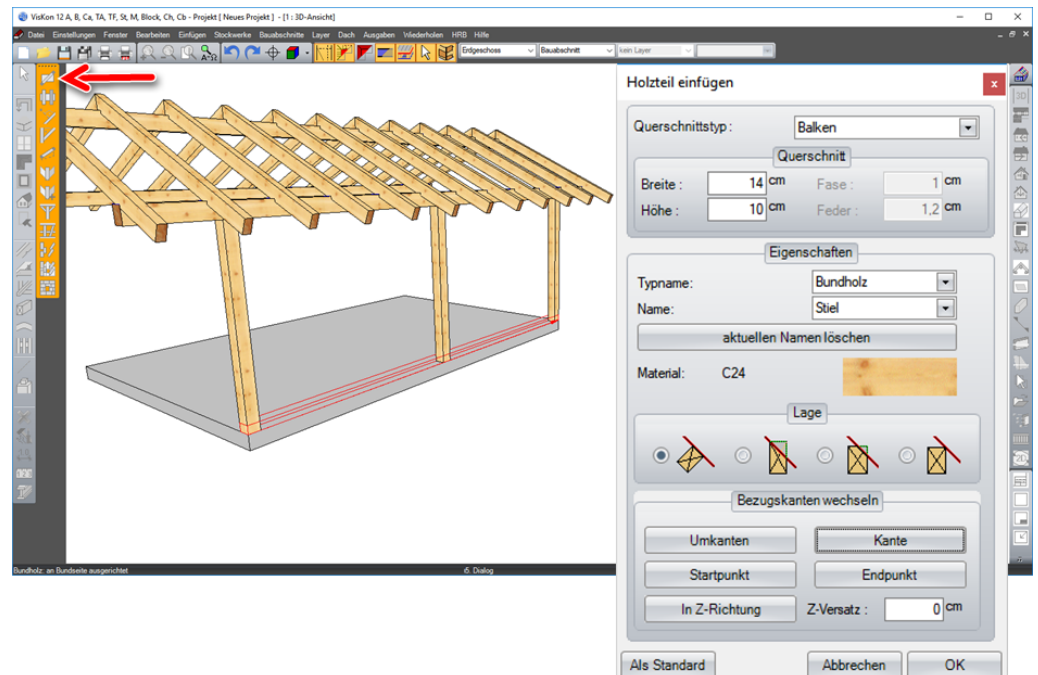 VisKon 12 A, B, Ca, TA, TF, St, M, Block, Ch, Cb - Projekt [ Neues Projekt ] - [1 : 3D-Ansicht]
Datei Einstellungen Fenster Bearbeiten Einfügen Stockwerke Bauabschnitte Layer Dach Ausgaben Wiederholen HRB Hilfe
Erdgeschoss Bauabschnitt kein Layer
3D
Holzteil einfügen
x
Querschnittstyp : Balken
Querschnitt
Breite : 14 cm Fase : 1 cm
Höhe : 10 cm Feder : 1,2 cm
Eigenschaften
Typname: Bundholz
Name: Stiel
aktuellen Namen löschen
Material: C24
Lage
Bezugskanten wechseln
Umkanten Kante
Startpunkt Endpunkt
In Z-Richtung Z-Versatz : 0 cm
Als Standard Abbrechen OK
Bundholz: an Bundseite ausgerichtet 6. Dialog